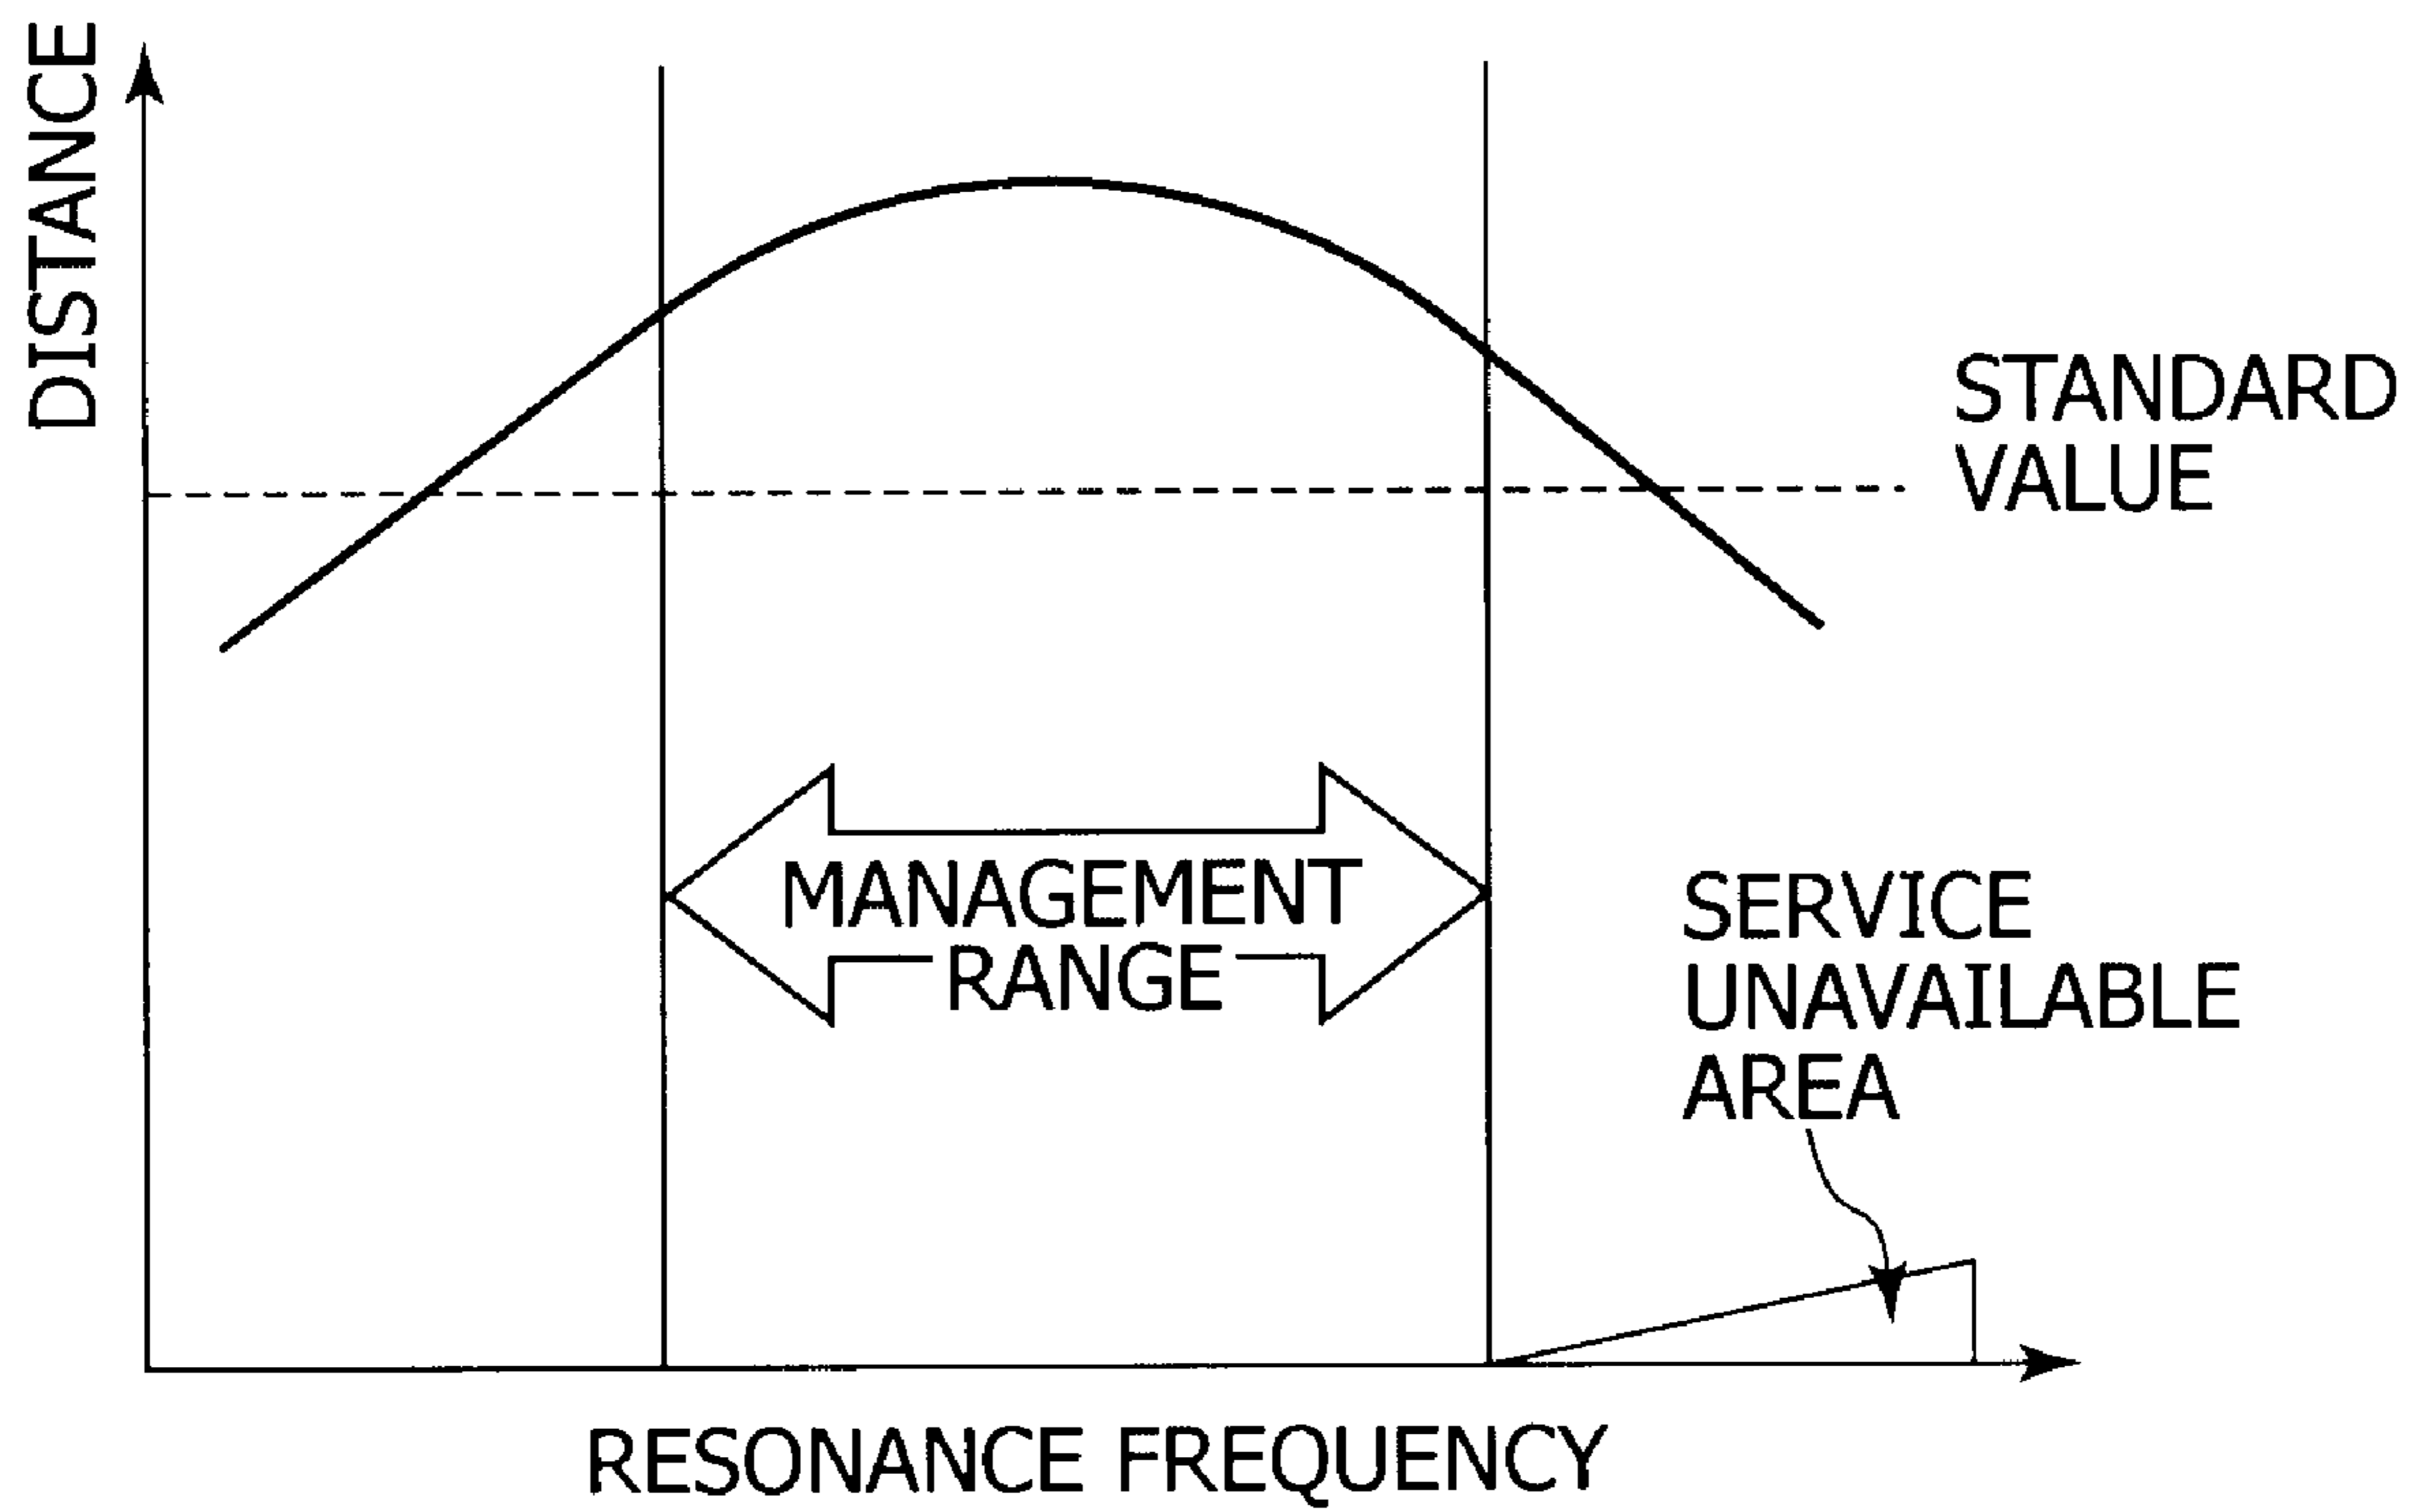 DISTANCE
STANDARD
VALUE
MANAGEMENT
RANGE
SERVICE
UNAVAILABLE
AREA
RESONANCE FREQUENCY